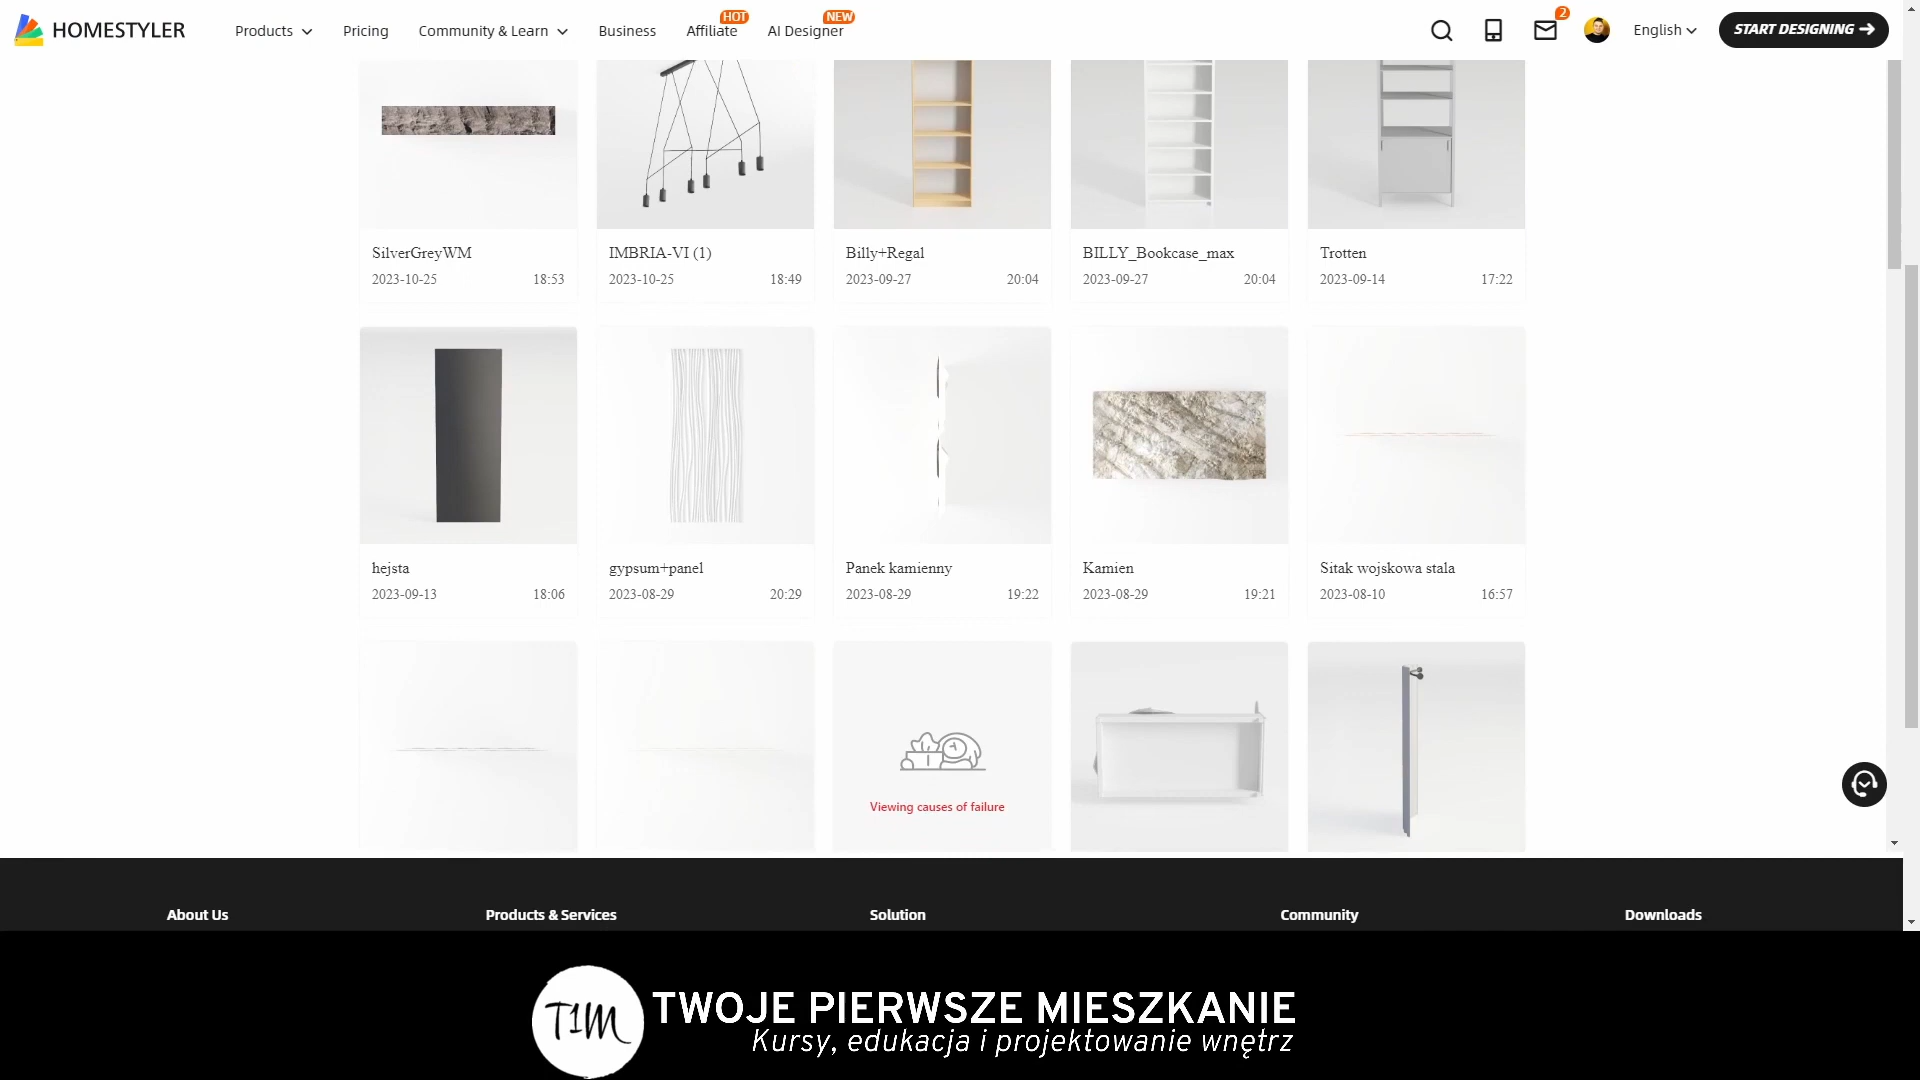 HOMESTYLER
Products
Pricing
Community & Learn
Business
HOT
Affiliate
NEW
AI Designer
2
English
START DESIGNING
SilverGreyWM
2023-10-25 18:53
IMBRIA-VI (1)
2023-10-25 18:49
Billy+Regal
2023-09-27 20:04
BILLY_Bookcase_max
2023-09-27 20:04
Trotten
2023-09-14 17:22
hejsta
2023-09-13 18:06
gypsum+panel
2023-08-29 20:29
Panek kamienny
2023-08-29 19:22
Kamien
2023-08-29 19:21
Sitak wojskowa stala
2023-08-10 16:57
Viewing causes of failure
About Us
Products & Services
Solution
Community
Downloads
T1M
TWOJE PIERWSZE MIESZKANIE
Kursy, edukacja i projektowanie wnętrz